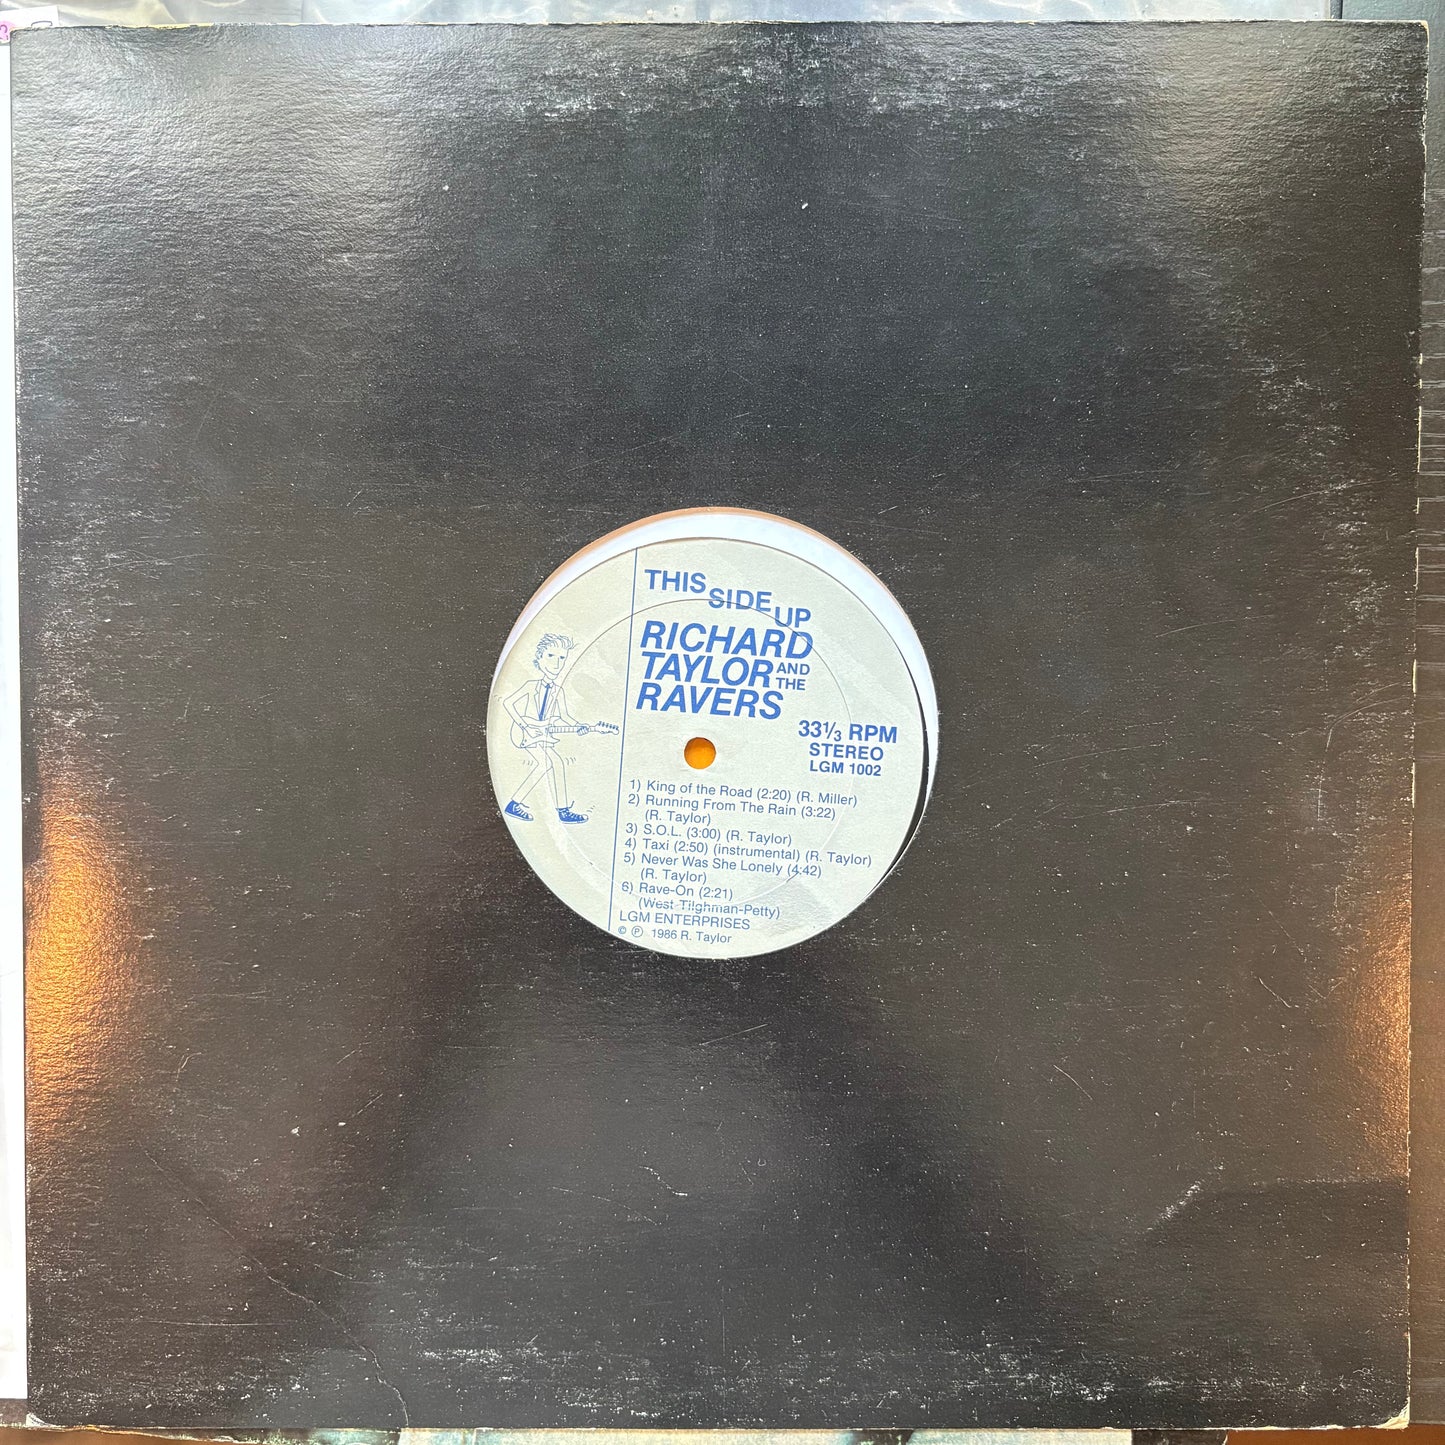 THIS SIDE UP
RICHARD
TAYLOR AND THE
RAVERS
33⅓ RPM
STEREO
LGM 1002
1) King of the Road (2:20) (R. Miller)
2) Running From The Rain (3:22)
(R. Taylor)
3) S.O.L. (3:00) (R. Taylor)
4) Taxi (2:50) (instrumental) (R. Taylor)
5) Never Was She Lonely (4:42)
(R. Taylor)
6) Rave-On (2:21)
(West-Tilghman-Petty)
LGM ENTERPRISES
© ℗ 1986 R. Taylor